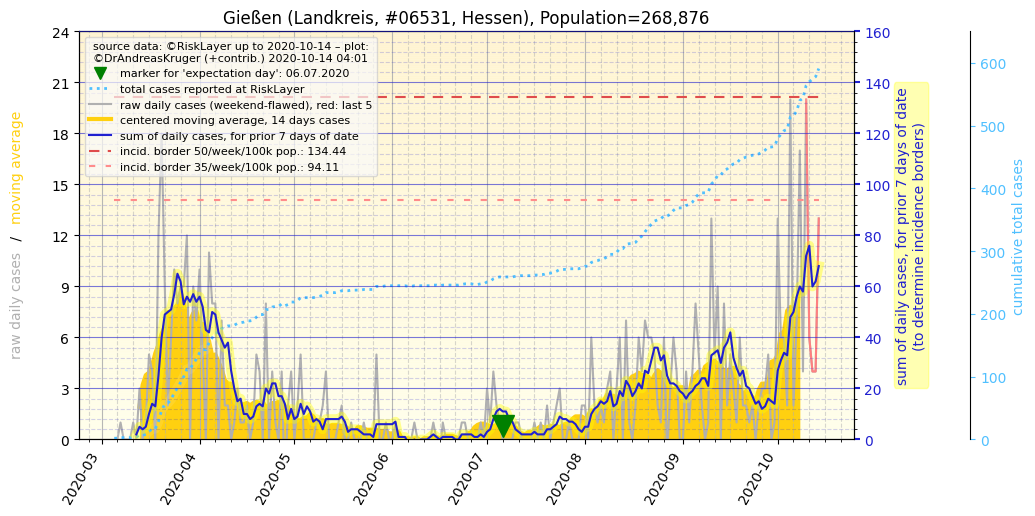 Gießen (Landkreis, #06531, Hessen), Population=268,876
source data: ©RiskLayer up to 2020-10-14 – plot:
©DrAndreasKruger (+contrib.) 2020-10-14 04:01
marker for 'expectation day': 06.07.2020
total cases reported at RiskLayer
raw daily cases (weekend-flawed), red: last 5
centered moving average, 14 days cases
sum of daily cases, for prior 7 days of date
incid. border 50/week/100k pop.: 134.44
incid. border 35/week/100k pop.: 94.11
raw daily cases / moving average
24
21
18
15
12
9
6
3
0
2020-03
2020-04
2020-05
2020-06
2020-07
2020-08
2020-09
2020-10
160
140
120
100
80
60
40
20
0
sum of daily cases, for prior 7 days of date
(to determine incidence borders)
600
500
400
300
200
100
0
cumulative total cases